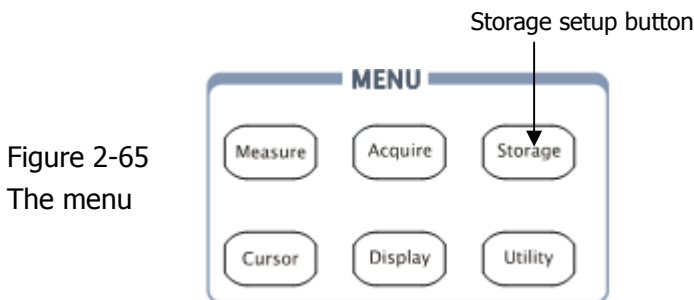 Storage setup button
MENU
Measure Acquire Storage
Figure 2-65
The menu
Cursor Display Utility